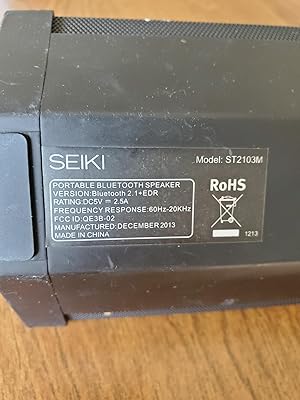 SEIKI
Model: ST2103M
PORTABLE BLUETOOTH SPEAKER
VERSION:Bluetooth 2.1+EDR
RATING:DC5V ⎓ 2.5A
FREQUENCY RESPONSE:60Hz-20KHz
FCC ID:QE3B-02
MANUFACTURED:DECEMBER 2013
MADE IN CHINA
RoHS
1213